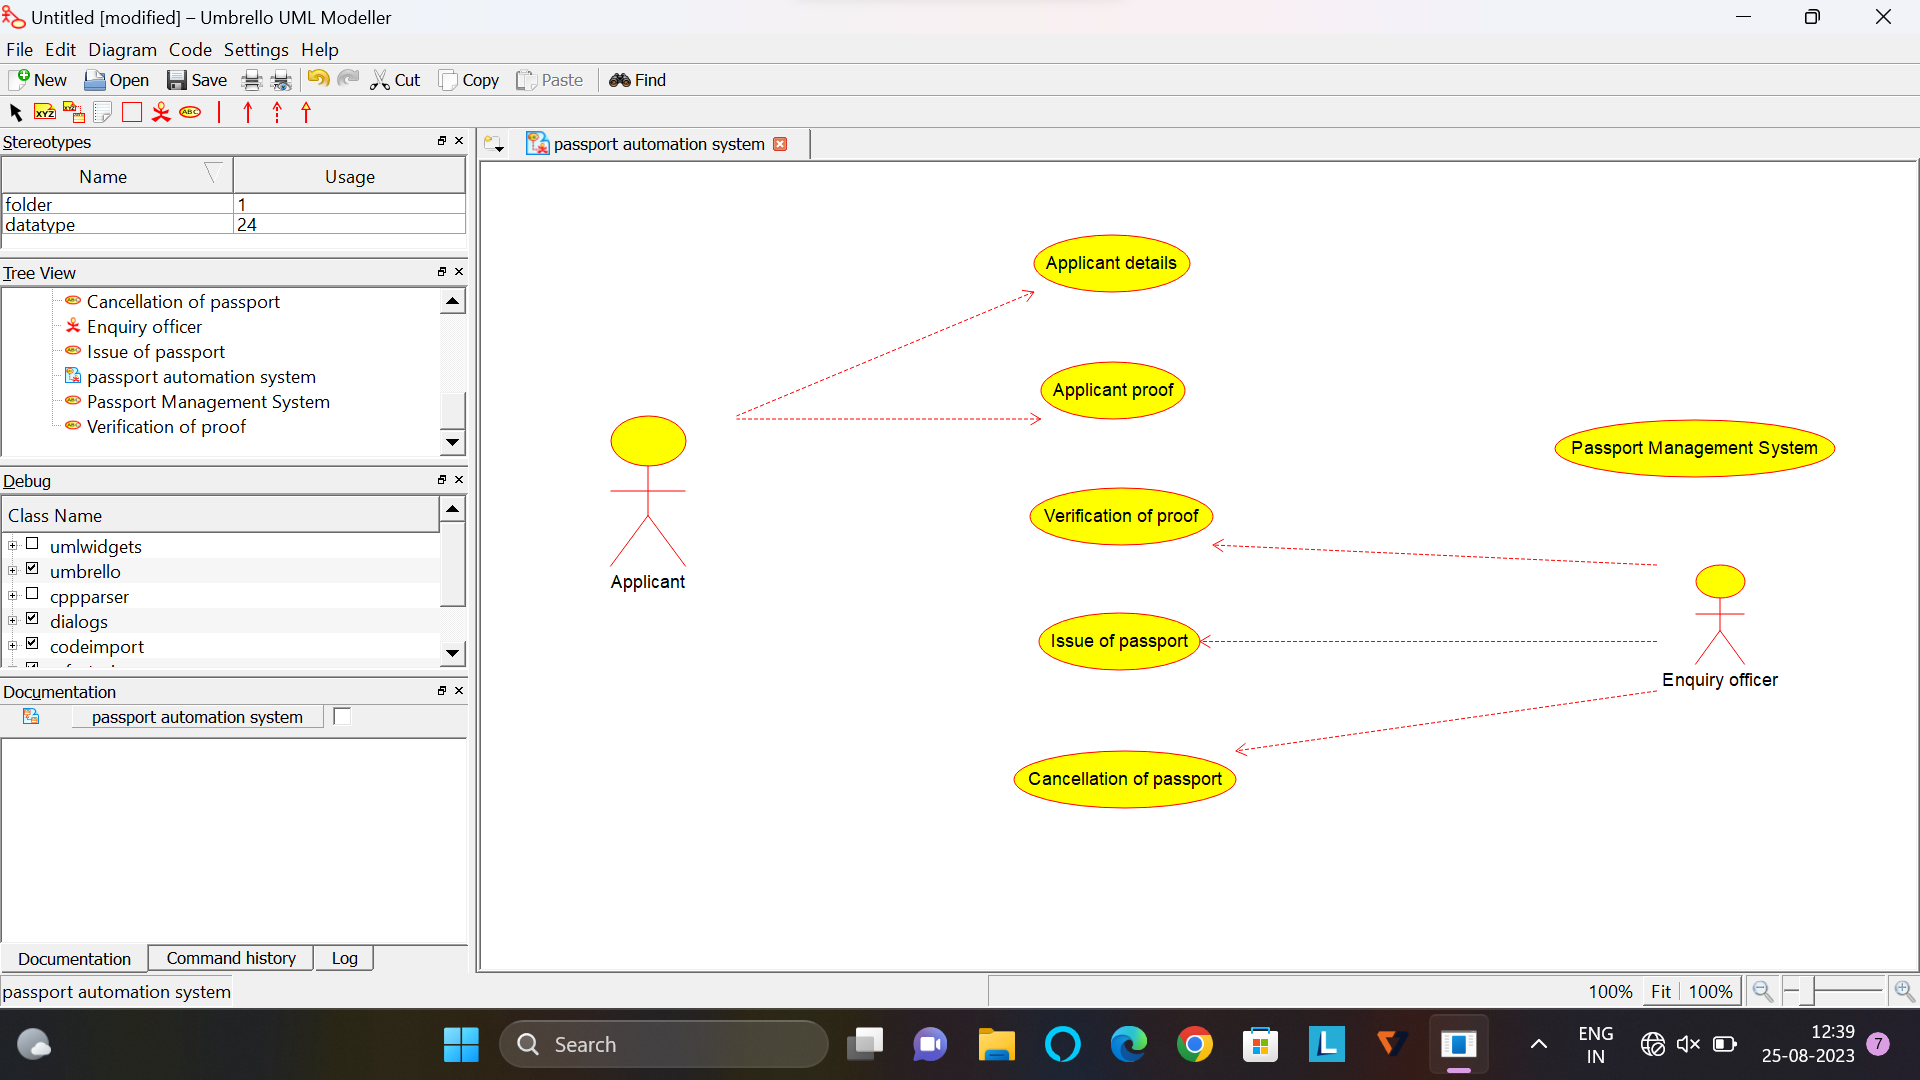 Untitled [modified] – Umbrello UML Modeller
File Edit Diagram Code Settings Help
New Open Save Cut Copy Paste Find
XYZ XYZ ABC
Stereotypes
passport automation system
Name Usage
folder 1
datatype 24
Tree View
Cancellation of passport
Enquiry officer
Issue of passport
passport automation system
Passport Management System
Verification of proof
Debug
Class Name
umlwidgets
umbrello
cppparser
dialogs
codeimport
Documentation
passport automation system
Documentation Command history Log
Applicant details
Applicant proof
Passport Management System
Verification of proof
Applicant
Issue of passport
Enquiry officer
Cancellation of passport
passport automation system
100% Fit 100%
Search
ENG
IN
12:39
25-08-2023
7